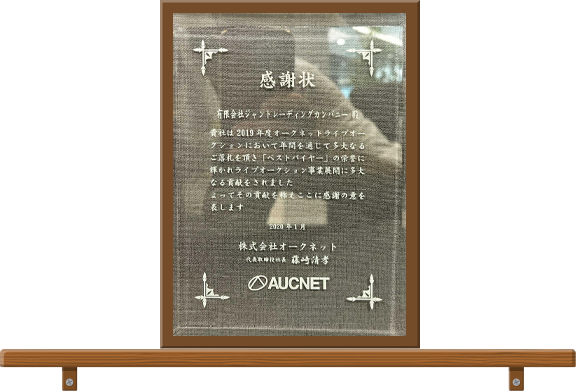 感謝状
有限会社ジャントレーディングカンパニー 殿
貴社は2019年度オークネットライブオー
クションにおいて年間を通じて多大なる
ご落札を頂き「ベストバイヤー」の栄誉に
輝かれライブオークション事業展開に多大
なる貢献をされました
よってその貢献を称えここに感謝の意を
表します
2020年1月
株式会社オークネット
代表取締役社長 藤崎清孝
AUCNET